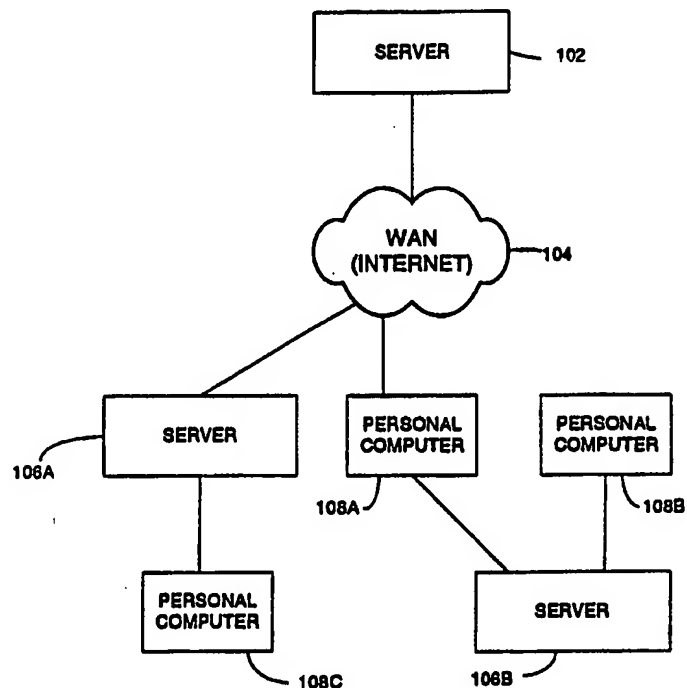 SERVER
102
WAN
(INTERNET)
104
SERVER
PERSONAL
COMPUTER
PERSONAL
COMPUTER
106A
108A
108B
PERSONAL
COMPUTER
SERVER
108C
106B